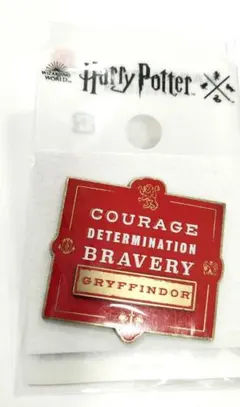 WIZARDING
WORLD
Harry Potter
COURAGE
DETERMINATION
BRAVERY
GRYFFINDOR